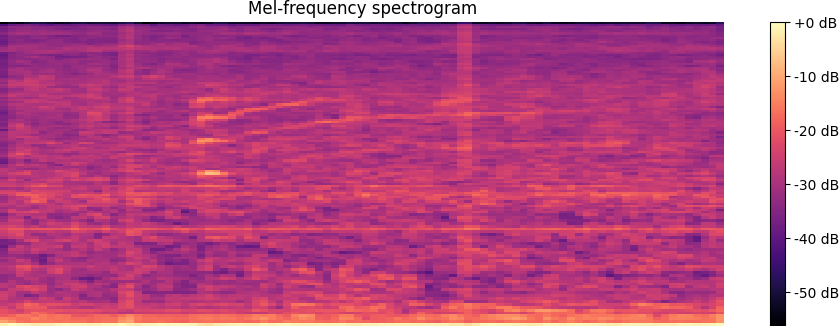 Mel-frequency spectrogram
+0 dB
-10 dB
-20 dB
-30 dB
-40 dB
-50 dB